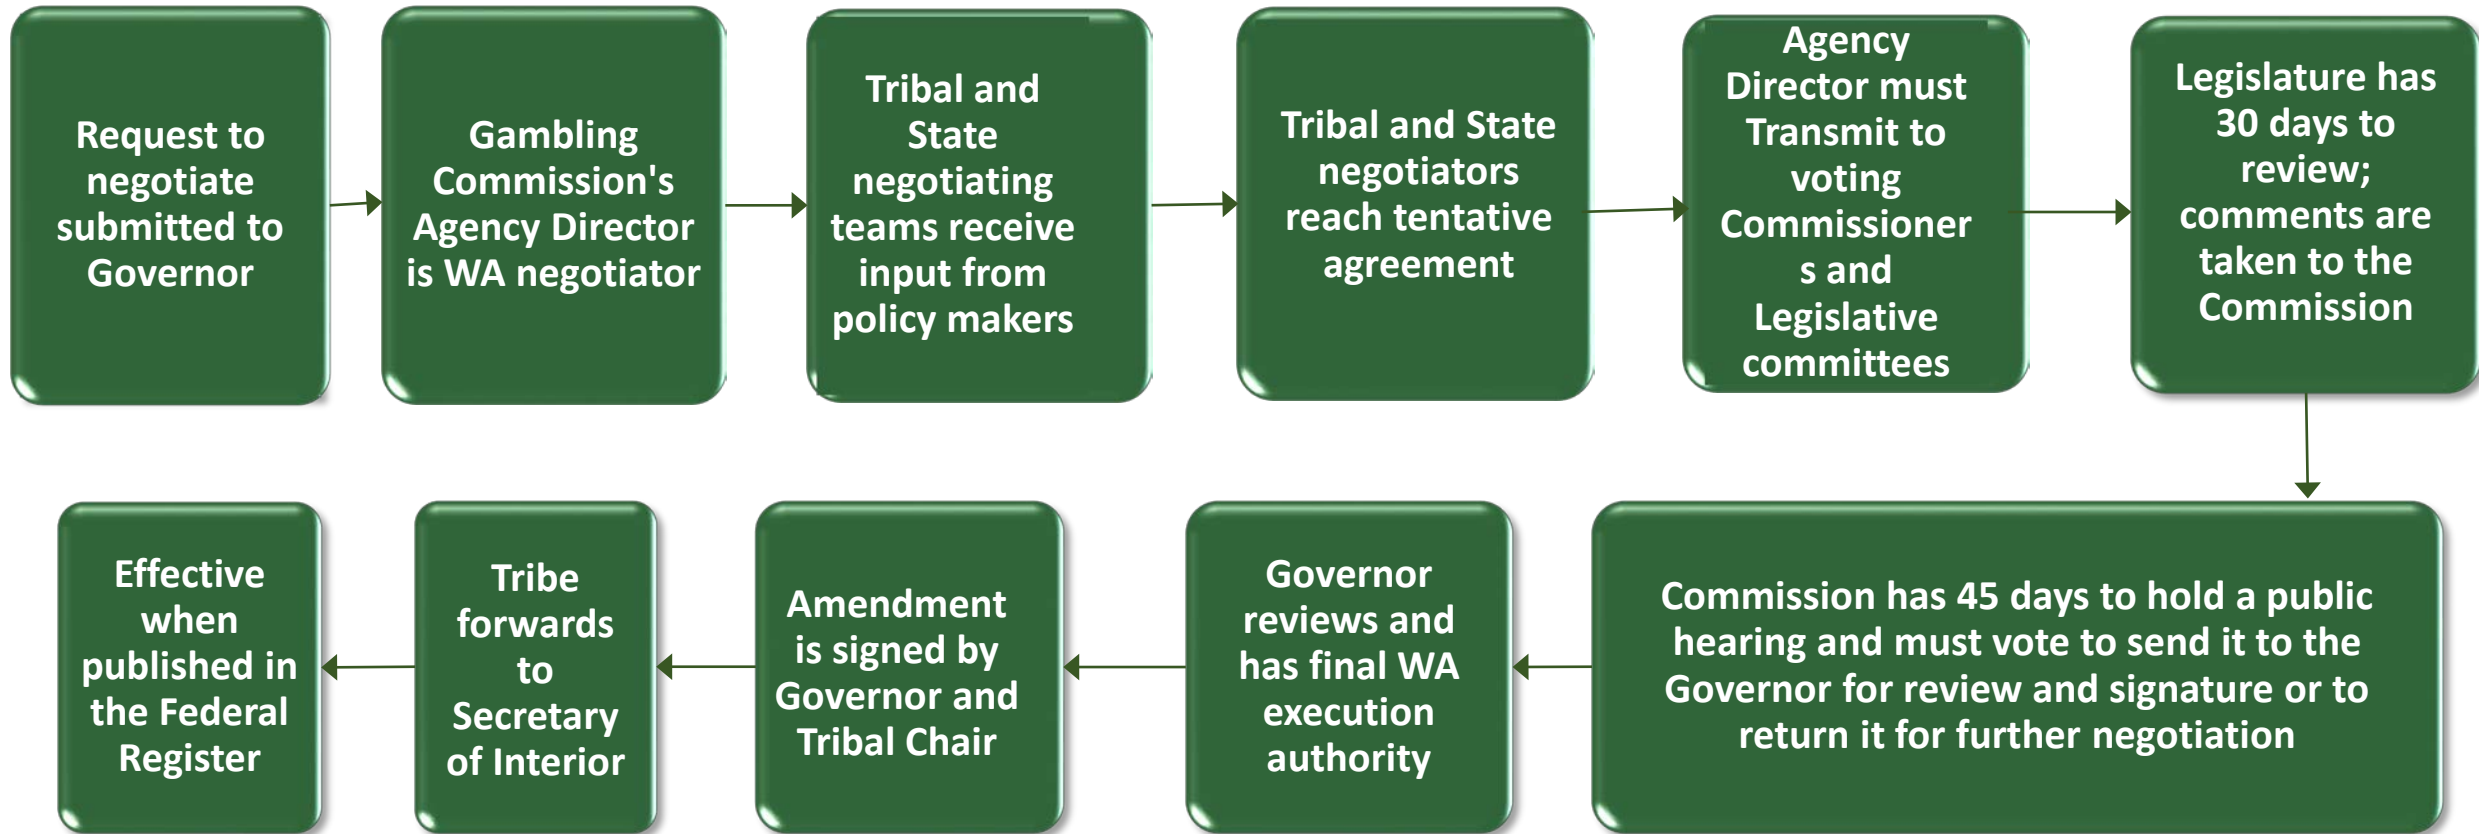 Request to
negotiate
submitted to
Governor
Gambling
Commission's
Agency Director
is WA negotiator
Tribal and
State
negotiating
teams receive
input from
policy makers
Tribal and State
negotiators
reach tentative
agreement
Agency
Director must
Transmit to
voting
Commissioner
s and
Legislative
committees
Legislature has
30 days to
review;
comments are
taken to the
Commission
Commission has 45 days to hold a public
hearing and must vote to send it to the
Governor for review and signature or to
return it for further negotiation
Governor
reviews and
has final WA
execution
authority
Amendment
is signed by
Governor and
Tribal Chair
Tribe
forwards
to
Secretary
of Interior
Effective
when
published in
the Federal
Register